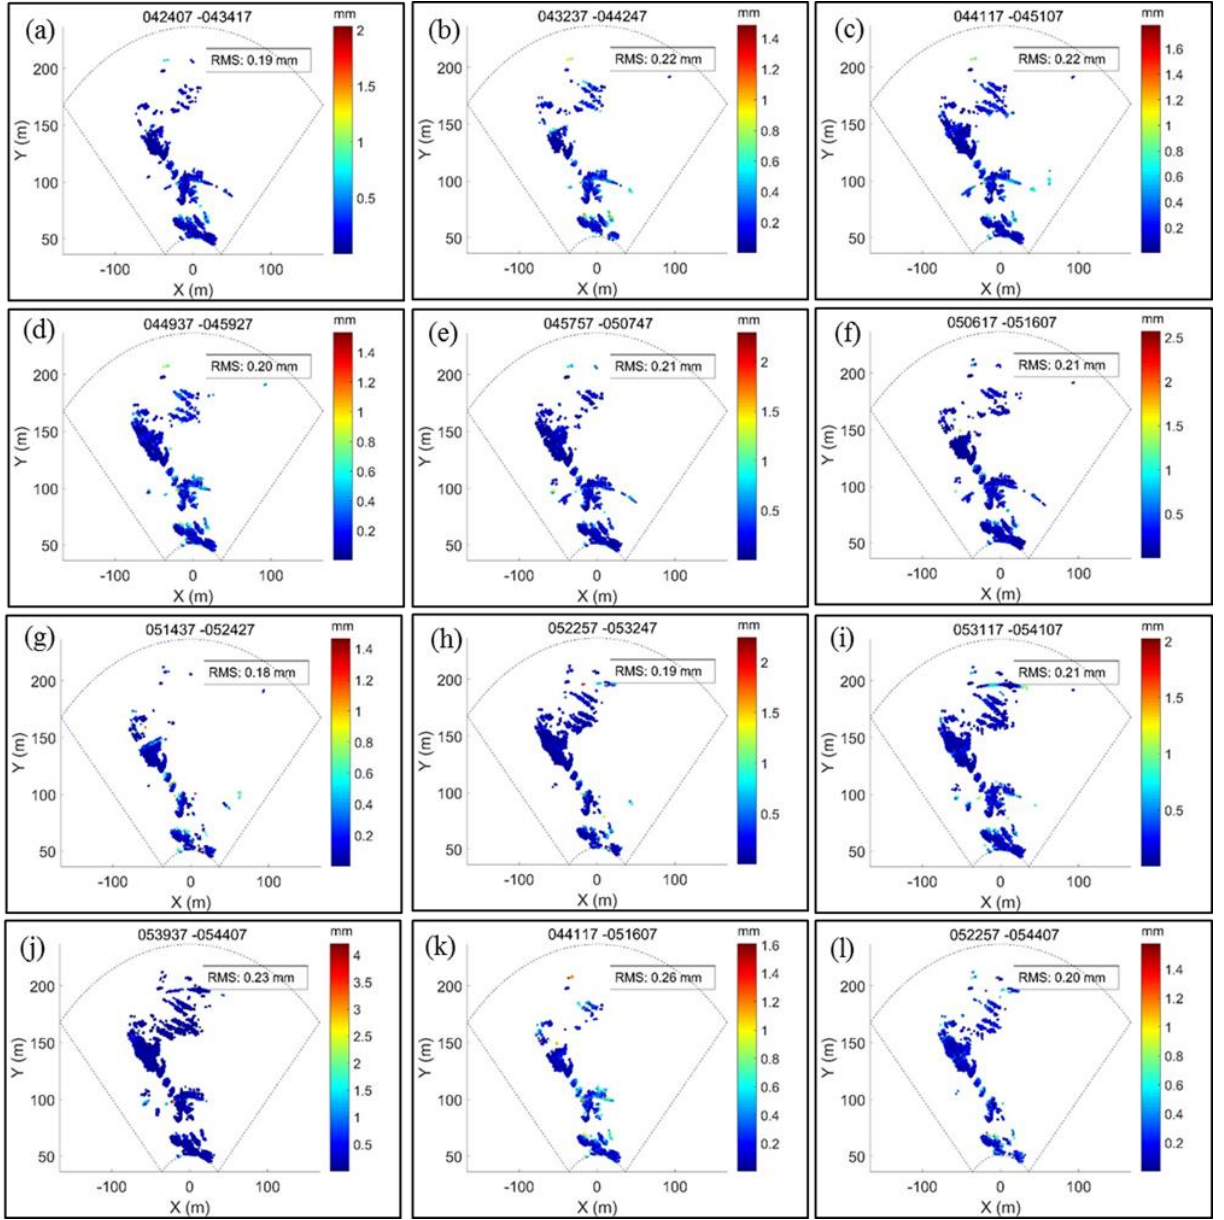 (a)
042407 -043417
mm
RMS: 0.19 mm
2
1.5
1
0.5
200
150
100
50
Y (m)
-100 0 100
X (m)
(b)
043237 -044247
mm
RMS: 0.22 mm
1.4
1.2
1
0.8
0.6
0.4
0.2
200
150
100
50
Y (m)
-100 0 100
X (m)
(c)
044117 -045107
mm
RMS: 0.22 mm
1.6
1.4
1.2
1
0.8
0.6
0.4
0.2
200
150
100
50
Y (m)
-100 0 100
X (m)
(d)
044937 -045927
mm
RMS: 0.20 mm
1.4
1.2
1
0.8
0.6
0.4
0.2
200
150
100
50
Y (m)
-100 0 100
X (m)
(e)
045757 -050747
mm
RMS: 0.21 mm
2
1.5
1
0.5
200
150
100
50
Y (m)
-100 0 100
X (m)
(f)
050617 -051607
mm
RMS: 0.21 mm
2.5
2
1.5
1
0.5
200
150
100
50
Y (m)
-100 0 100
X (m)
(g)
051437 -052427
mm
RMS: 0.18 mm
1.4
1.2
1
0.8
0.6
0.4
0.2
200
150
100
50
Y (m)
-100 0 100
X (m)
(h)
052257 -053247
mm
RMS: 0.19 mm
2
1.5
1
0.5
200
150
100
50
Y (m)
-100 0 100
X (m)
(i)
053117 -054107
mm
RMS: 0.21 mm
2
1.5
1
0.5
200
150
100
50
Y (m)
-100 0 100
X (m)
(j)
053937 -054407
mm
RMS: 0.23 mm
4
3.5
3
2.5
2
1.5
1
0.5
200
150
100
50
Y (m)
-100 0 100
X (m)
(k)
044117 -051607
mm
RMS: 0.26 mm
1.6
1.4
1.2
1
0.8
0.6
0.4
0.2
200
150
100
50
Y (m)
-100 0 100
X (m)
(l)
052257 -054407
mm
RMS: 0.20 mm
1.4
1.2
1
0.8
0.6
0.4
0.2
200
150
100
50
Y (m)
-100 0 100
X (m)